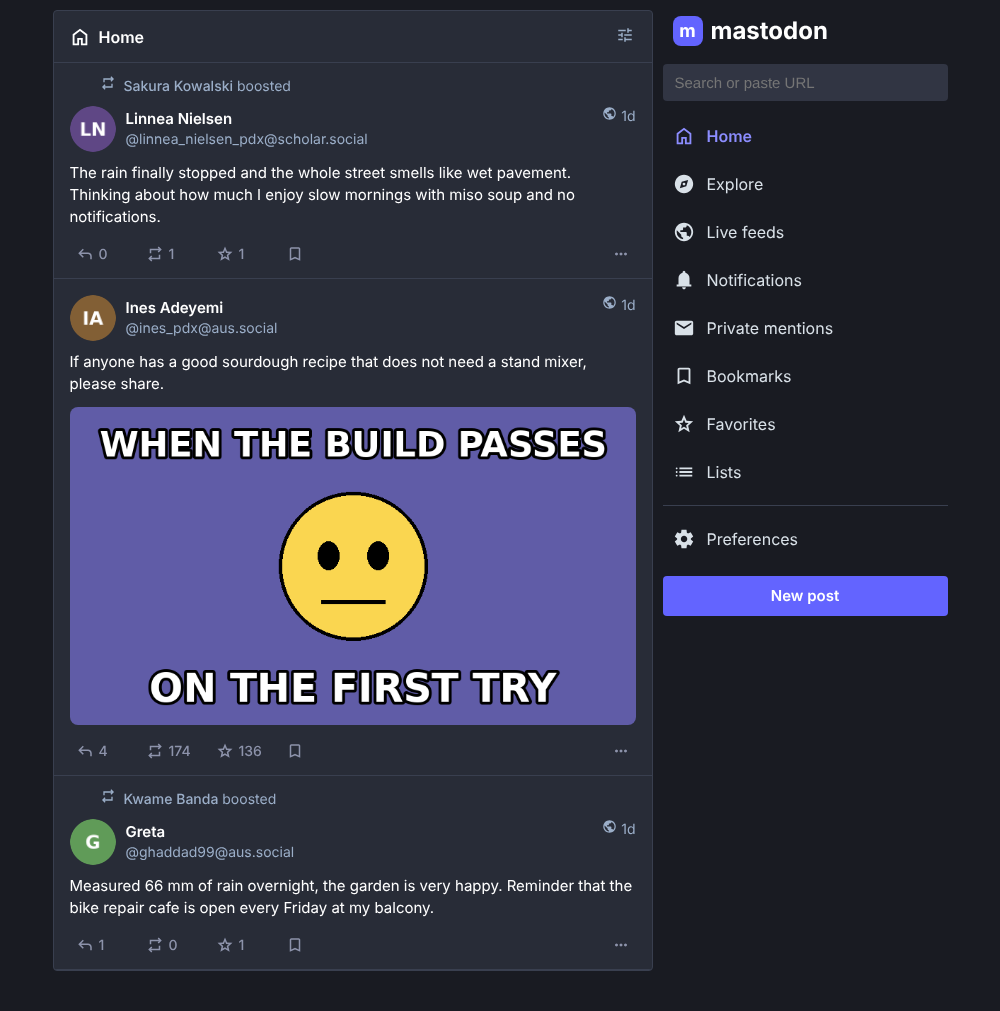 Home
Sakura Kowalski boosted
LN
Linnea Nielsen
1d
@linnea_nielsen_pdx@scholar.social
The rain finally stopped and the whole street smells like wet pavement.
Thinking about how much I enjoy slow mornings with miso soup and no
notifications.
0 1 1
IA
Ines Adeyemi
1d
@ines_pdx@aus.social
If anyone has a good sourdough recipe that does not need a stand mixer,
please share.
WHEN THE BUILD PASSES
ON THE FIRST TRY
4 174 136
Kwame Banda boosted
G
Greta
1d
@ghaddad99@aus.social
Measured 66 mm of rain overnight, the garden is very happy. Reminder that the
bike repair cafe is open every Friday at my balcony.
1 0 1
m mastodon
Search or paste URL
Home
Explore
Live feeds
Notifications
Private mentions
Bookmarks
Favorites
Lists
Preferences
New post